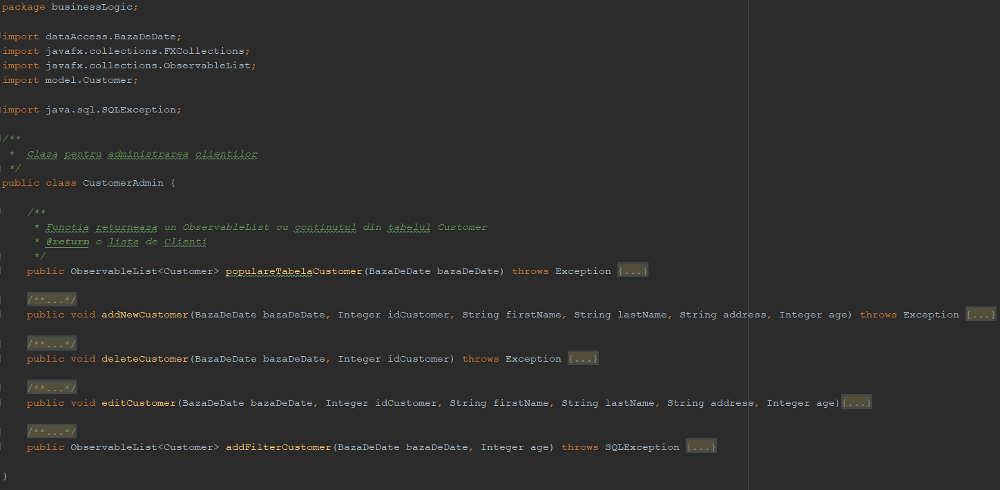 package businessLogic;
import dataAccess.BazaDeDate;
import javafx.collections.FXCollections;
import javafx.collections.ObservableList;
import model.Customer;
import java.sql.SQLException;
/**
 *  Clasa pentru administrarea clientilor
 */
public class CustomerAdmin {
    /**
     * Functia returneaza un ObservableList cu continutul din tabelul Customer
     * @return o lista de Clienti
     */
    public ObservableList<Customer> populareTabelaCustomer(BazaDeDate bazaDeDate) throws Exception {...}
    /**...*/
    public void addNewCustomer(BazaDeDate bazaDeDate, Integer idCustomer, String firstName, String lastName, String address, Integer age) throws Exception {...}
    /**...*/
    public void deleteCustomer(BazaDeDate bazaDeDate, Integer idCustomer) throws Exception {...}
    /**...*/
    public void editCustomer(BazaDeDate bazaDeDate, Integer idCustomer, String firstName, String lastName, String address, Integer age){...}
    /**...*/
    public ObservableList<Customer> addFilterCustomer(BazaDeDate bazaDeDate, Integer age) throws SQLException {...}
}